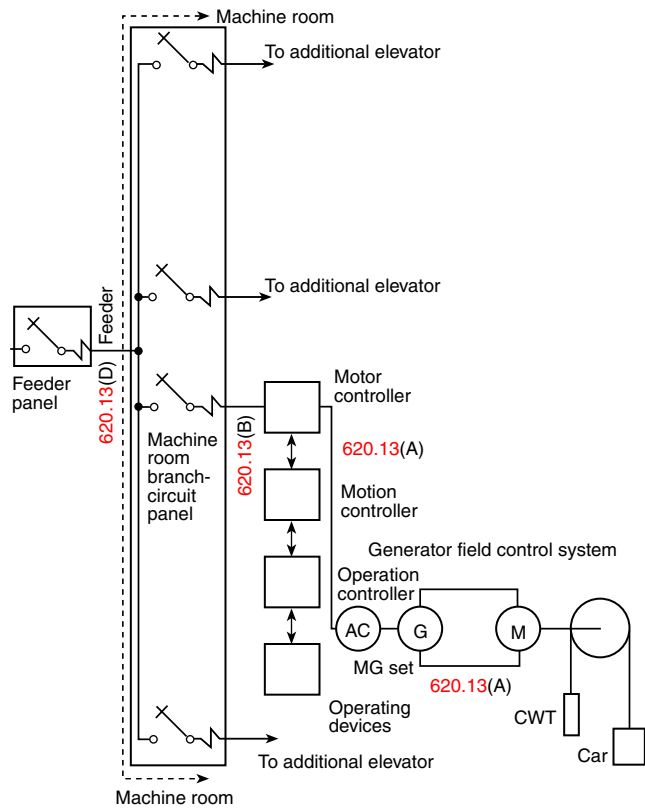 Machine room
To additional elevator
To additional elevator
Feeder
Feeder
panel
620.13(D)
Machine
room
branch-
circuit
panel
620.13(B)
Motor
controller
620.13(A)
Motion
controller
Generator field control system
Operation
controller
AC
G
M
MG set
620.13(A)
Operating
devices
CWT
Car
To additional elevator
Machine room